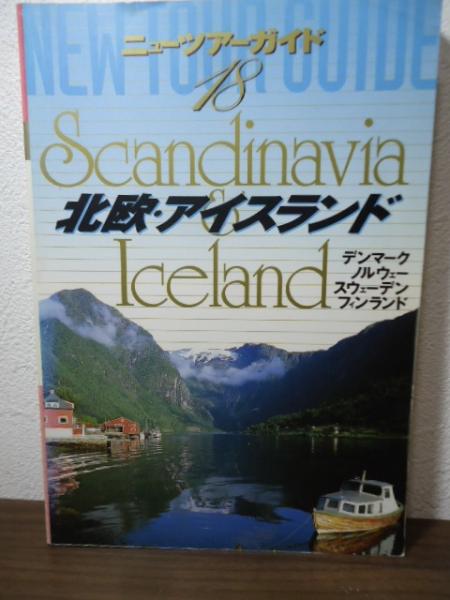 NEW TOUR GUIDE
ニューツアーガイド
18
Scandinavia
&
北欧・アイスランド
Iceland
デンマーク
ノルウェー
スウェーデン
フィンランド